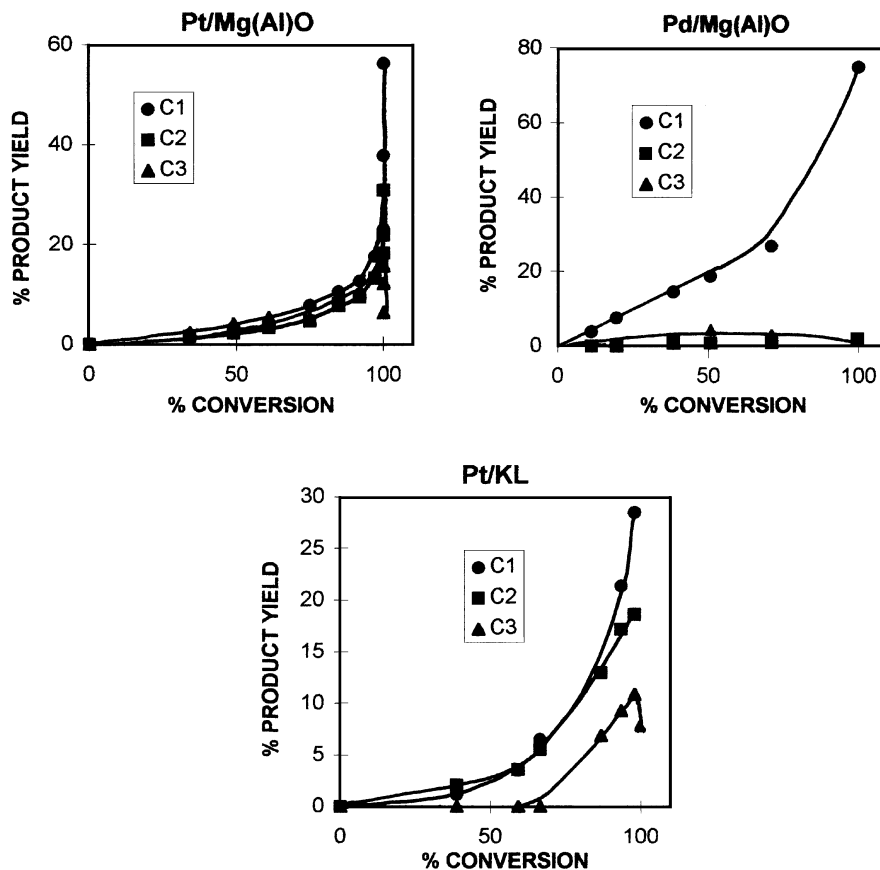 Pt/Mg(Al)O
60
40
20
0
% PRODUCT YIELD
C1
C2
C3
0 50 100
% CONVERSION
Pd/Mg(Al)O
80
60
40
20
0
% PRODUCT YIELD
C1
C2
C3
0 50 100
% CONVERSION
Pt/KL
30
25
20
15
10
5
0
% PRODUCT YIELD
C1
C2
C3
0 50 100
% CONVERSION